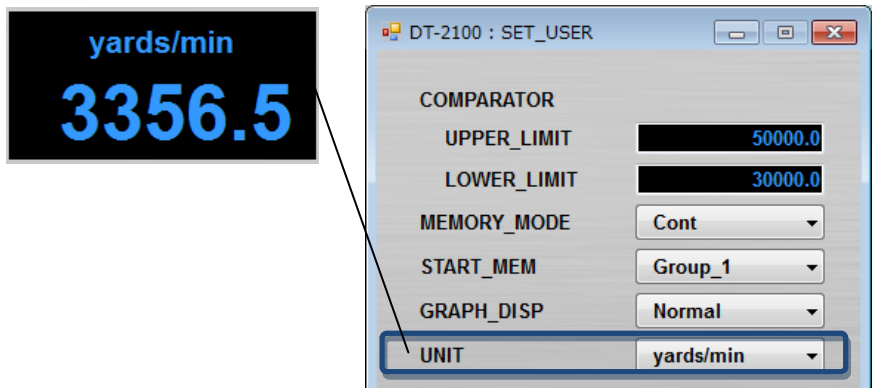 yards/min
3356.5
DT-2100 : SET_USER
COMPARATOR
UPPER_LIMIT 50000.0
LOWER_LIMIT 30000.0
MEMORY_MODE Cont
START_MEM Group_1
GRAPH_DISP Normal
UNIT yards/min